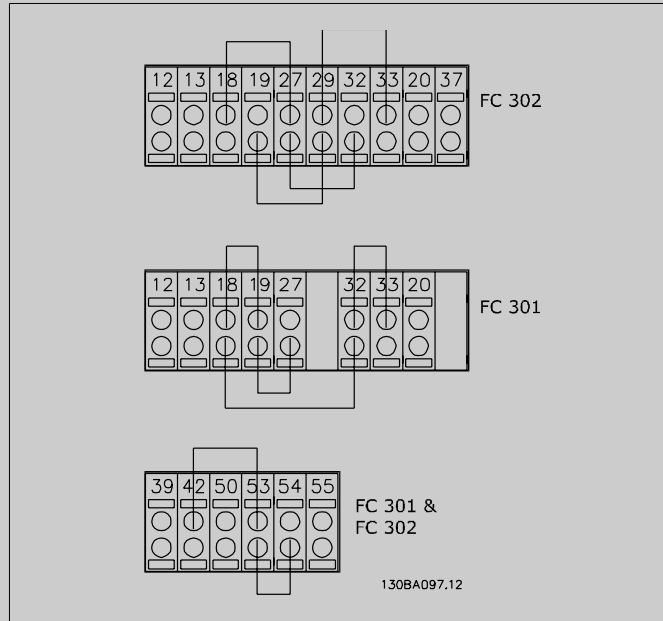 12 13 18 19 27 29 32 33 20 37
FC 302
12 13 18 19 27 32 33 20
FC 301
39 42 50 53 54 55
FC 301 &
FC 302
130BA097.12